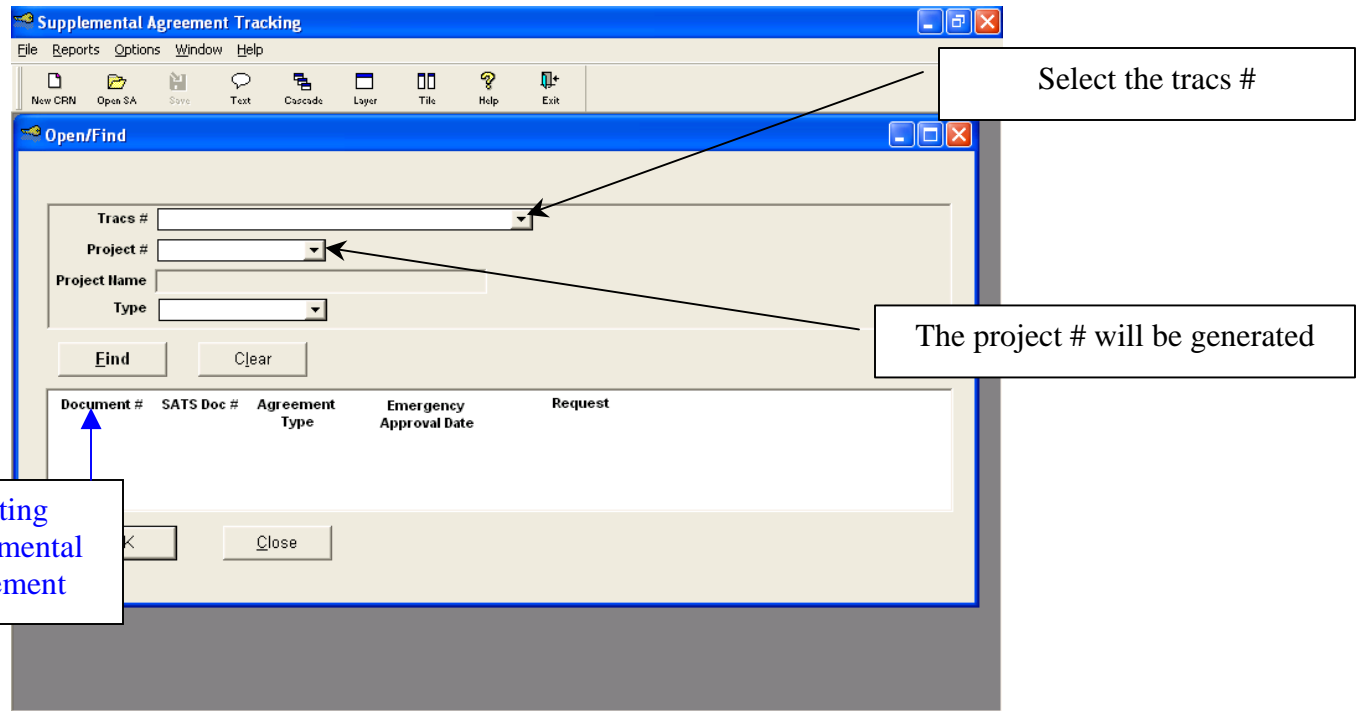 Supplemental Agreement Tracking
File Reports Options Window Help
New CRN Open SA Save Text Cascade Layer Tile Help Exit
Select the tracs #
Open/Find
Tracs #
Project #
Project Name
Type
The project # will be generated
Find Clear
Document # SATS Doc # Agreement Type Emergency Approval Date Request
ting
mental
ement
K Close